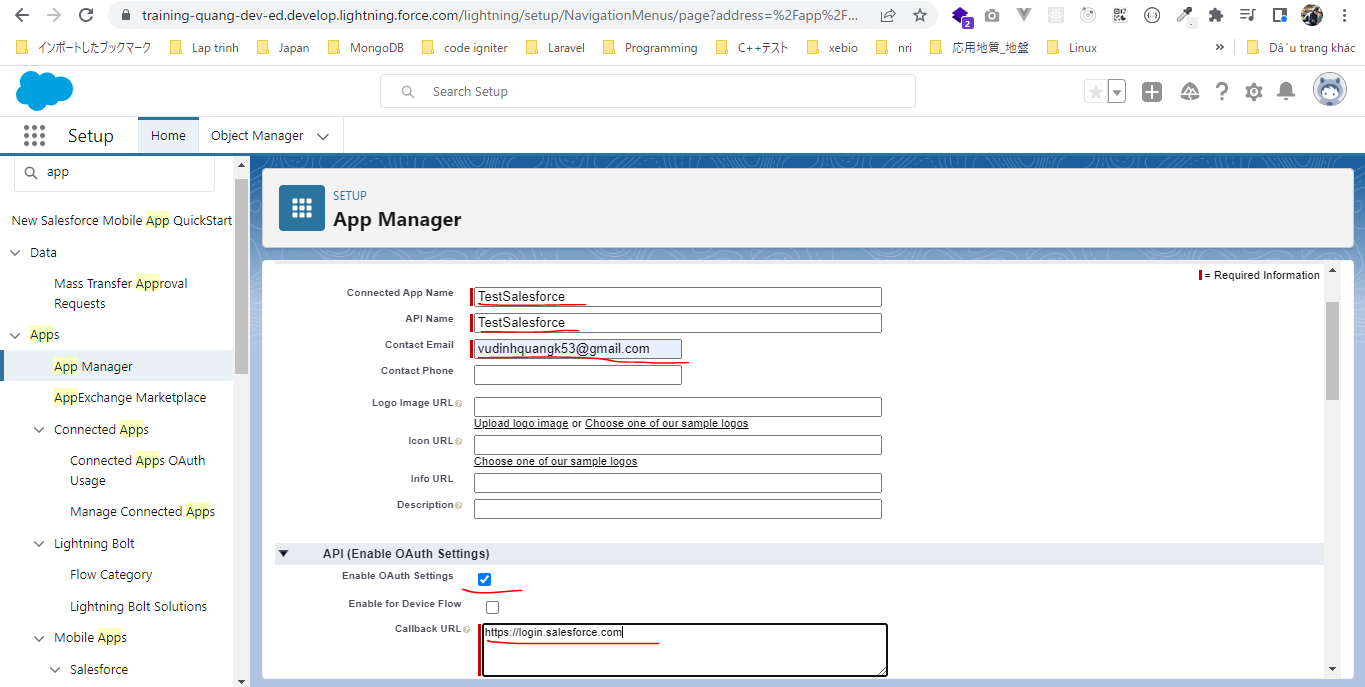 training-quang-dev-ed.develop.lightning.force.com/lightning/setup/NavigationMenus/page?address=%2Fapp%2F...
2
インポートしたブックマーク Lap trinh Japan MongoDB code igniter Laravel Programming C++テスト xebio nri 応用地質_地盤 Linux » Dấu trang khác
Search Setup
Setup Home Object Manager
app
New Salesforce Mobile App QuickStart
Data
Mass Transfer Approval
Requests
Apps
App Manager
AppExchange Marketplace
Connected Apps
Connected Apps OAuth
Usage
Manage Connected Apps
Lightning Bolt
Flow Category
Lightning Bolt Solutions
Mobile Apps
Salesforce
SETUP
App Manager
= Required Information
Connected App Name TestSalesforce
API Name TestSalesforce
Contact Email vudinhquangk53@gmail.com
Contact Phone
Logo Image URL
Upload logo image or Choose one of our sample logos
Icon URL
Choose one of our sample logos
Info URL
Description
API (Enable OAuth Settings)
Enable OAuth Settings
Enable for Device Flow
Callback URL https://login.salesforce.com